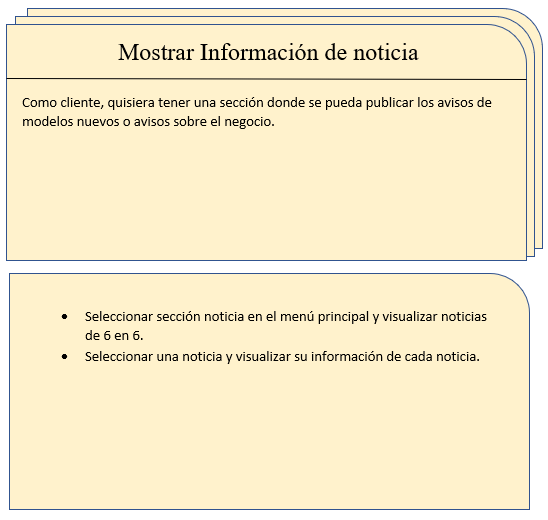 Mostrar Información de noticia
Como cliente, quisiera tener una sección donde se pueda publicar los avisos de
modelos nuevos o avisos sobre el negocio.
• Seleccionar sección noticia en el menú principal y visualizar noticias
de 6 en 6.
• Seleccionar una noticia y visualizar su información de cada noticia.